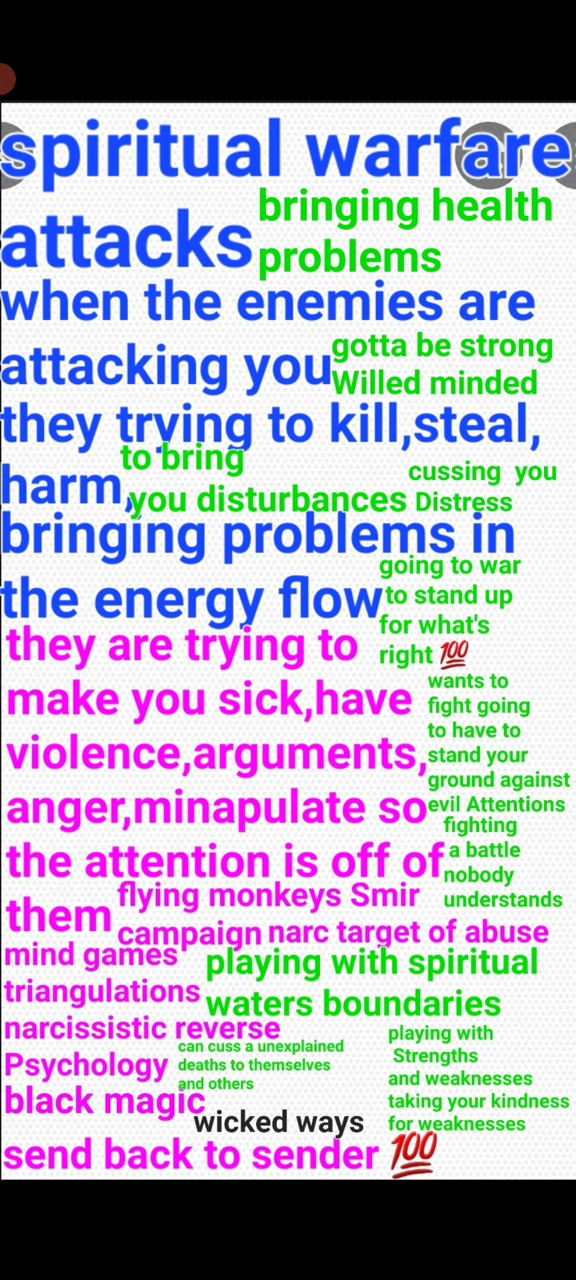 spiritual warfare
attacks
bringing health
problems
when the enemies are
attacking you
gotta be strong
Willed minded
they trying to kill,steal,
harm,
to bring
you disturbances
cussing you
Distress
bringing problems in
the energy flow
going to war
to stand up
for what's
right 💯
they are trying to
make you sick,have
violence,arguments,
anger,minapulate so
the attention is off of
them
wants to
fight going
to have to
stand your
ground against
evil Attentions
fighting
a battle
nobody
understands
flying monkeys Smir
campaign narc target of abuse
mind games
triangulations
narcissistic reverse
Psychology
black magic
send back to sender 💯
playing with spiritual
waters boundaries
can cuss a unexplained
deaths to themselves
and others
wicked ways
playing with
Strengths
and weaknesses
taking your kindness
for weaknesses